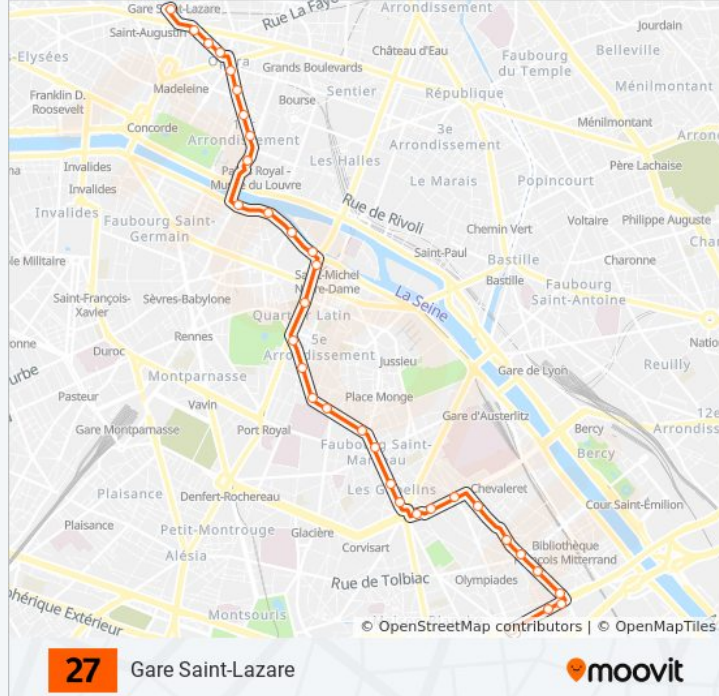 Gare Saint-Lazare
Rue La Faye
Arrondissement
Jourdain
Saint-Augustin
s-Elysées
Opéra
Château d'Eau
Faubourg
du Temple
Belleville
Grands Boulevards
Madeleine
Sentier
République
Ménilmontant
Franklin D.
Roosevelt
Bourse
Concorde
Arrondissement
3e
Arrondissement
Ménilmontant
Les Halles
Père Lachaise
Invalides
Palais Royal -
Musée du Louvre
Le Marais
Popincourt
Invalides
Rue de Rivoli
Invalides
Faubourg Saint-
Germain
Voltaire
Philippe Auguste
Chemin Vert
le Militaire
Saint-Paul
Bastille
Charonne
Saint-Michel
Notre-Dame
Bastille
Faubourg
Saint-Antoine
Saint-François-
Xavier
Sèvres-Babylone
La Seine
Quartier Latin
Rennes
5e
Arrondissement
Natio
Duroc
Jussieu
Gare de Lyon
Reuilly
urbe
Montparnasse
Pasteur
Vavin
Place Monge
Gare d'Austerlitz
12e
Gare Montparnasse
Port Royal
Bercy
Faubourg Saint-
Marceau
Bercy
Plaisance
Denfert-Rochereau
Les Gobelins
Chevaleret
Cour Saint-Émilion
Plaisance
Petit-Montrouge
Glacière
Corvisart
Bibliothèque
François Mitterrand
Alésia
Rue de Tolbiac
Olympiades
phérique Extérieur
Montsouris
© OpenStreetMap contributors | © OpenMapTiles
27
Gare Saint-Lazare
moovit